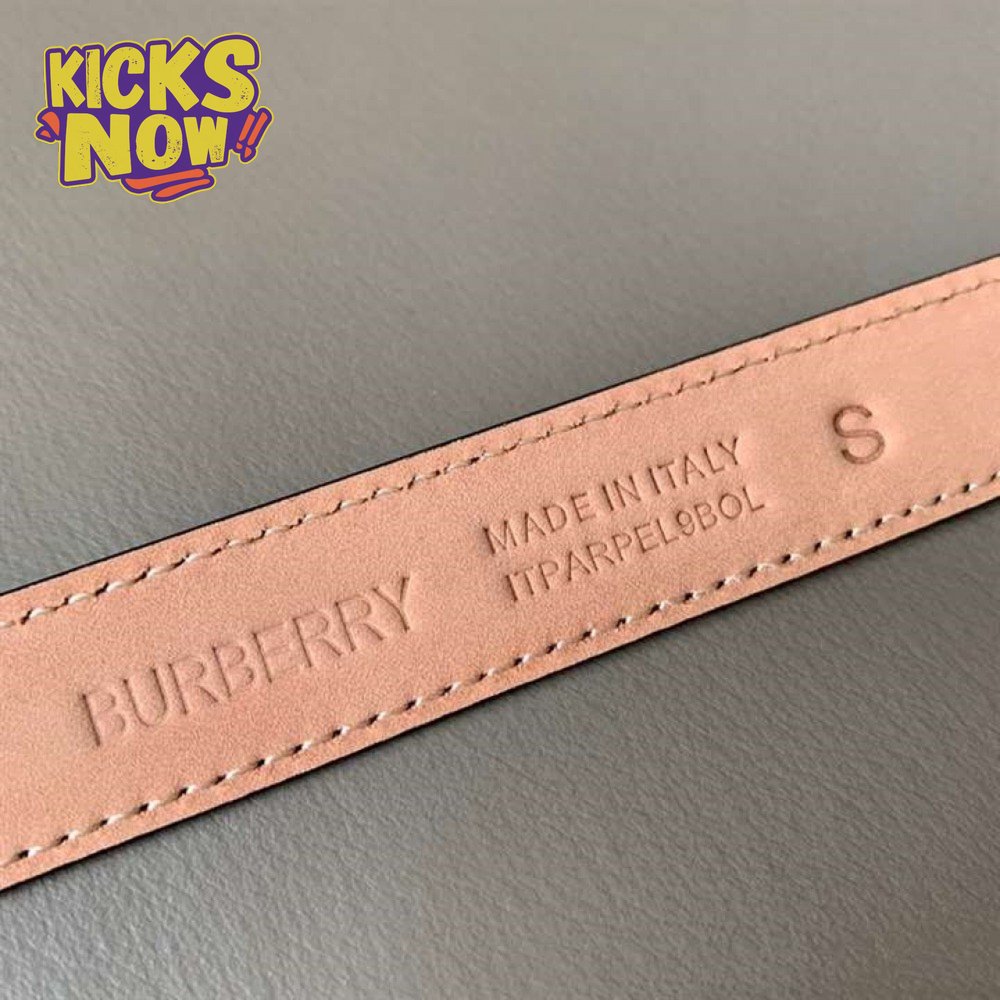 KICKS
NOW!!
BURBERRY
MADE IN ITALY
ITPARPEL9BOL
S